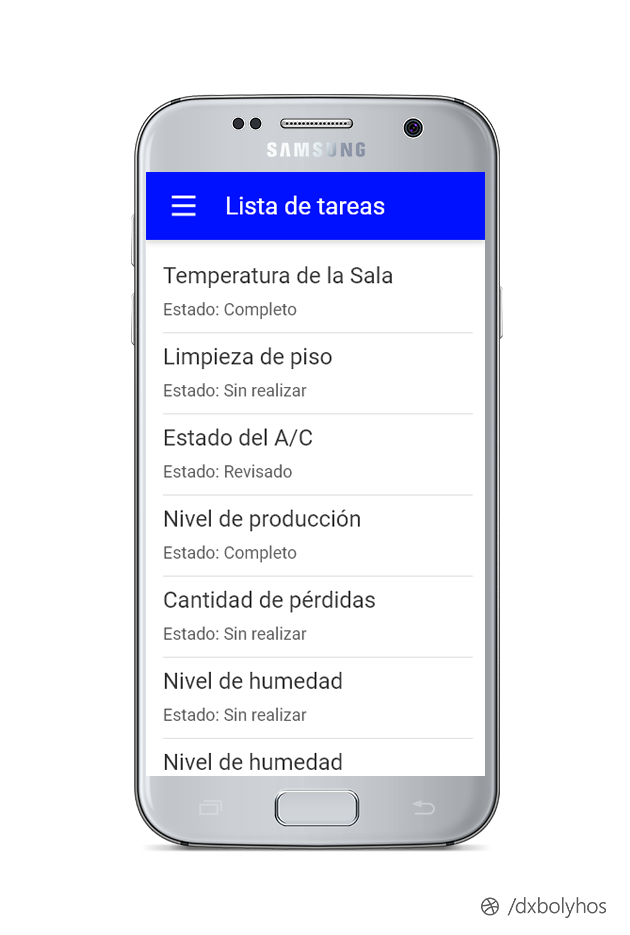 SAMSUNG
Lista de tareas
Temperatura de la Sala
Estado: Completo
Limpieza de piso
Estado: Sin realizar
Estado del A/C
Estado: Revisado
Nivel de producción
Estado: Completo
Cantidad de pérdidas
Estado: Sin realizar
Nivel de humedad
Estado: Sin realizar
Nivel de humedad
/dxbolyhos